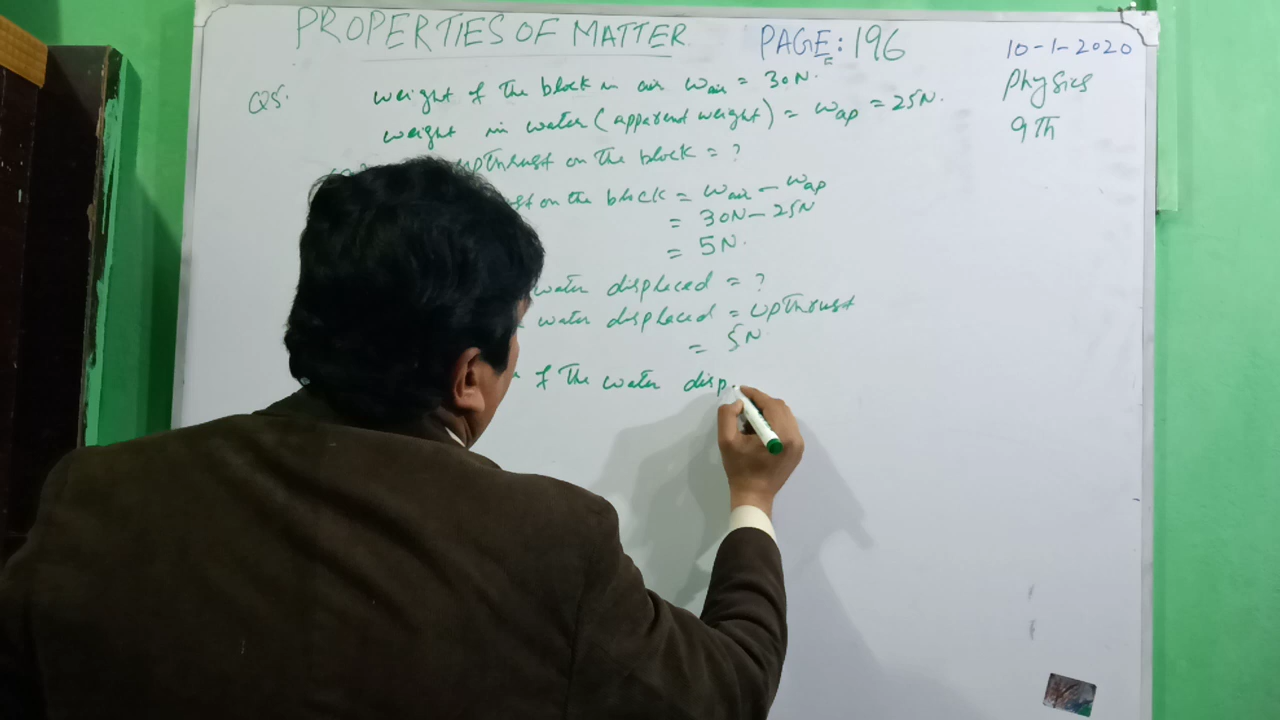 PROPERTIES OF MATTER PAGE: 196
10-1-2020
Physics
9Th
Q5. weight of the block in air Wair = 30N.
weight in water (apparent weight) = Wap = 25N.
upThrust on the block = ?
on the block = Wair - Wap
= 30N - 25N
= 5N.
water displaced = ?
water displaced = upThrust
= 5N
of The water disp